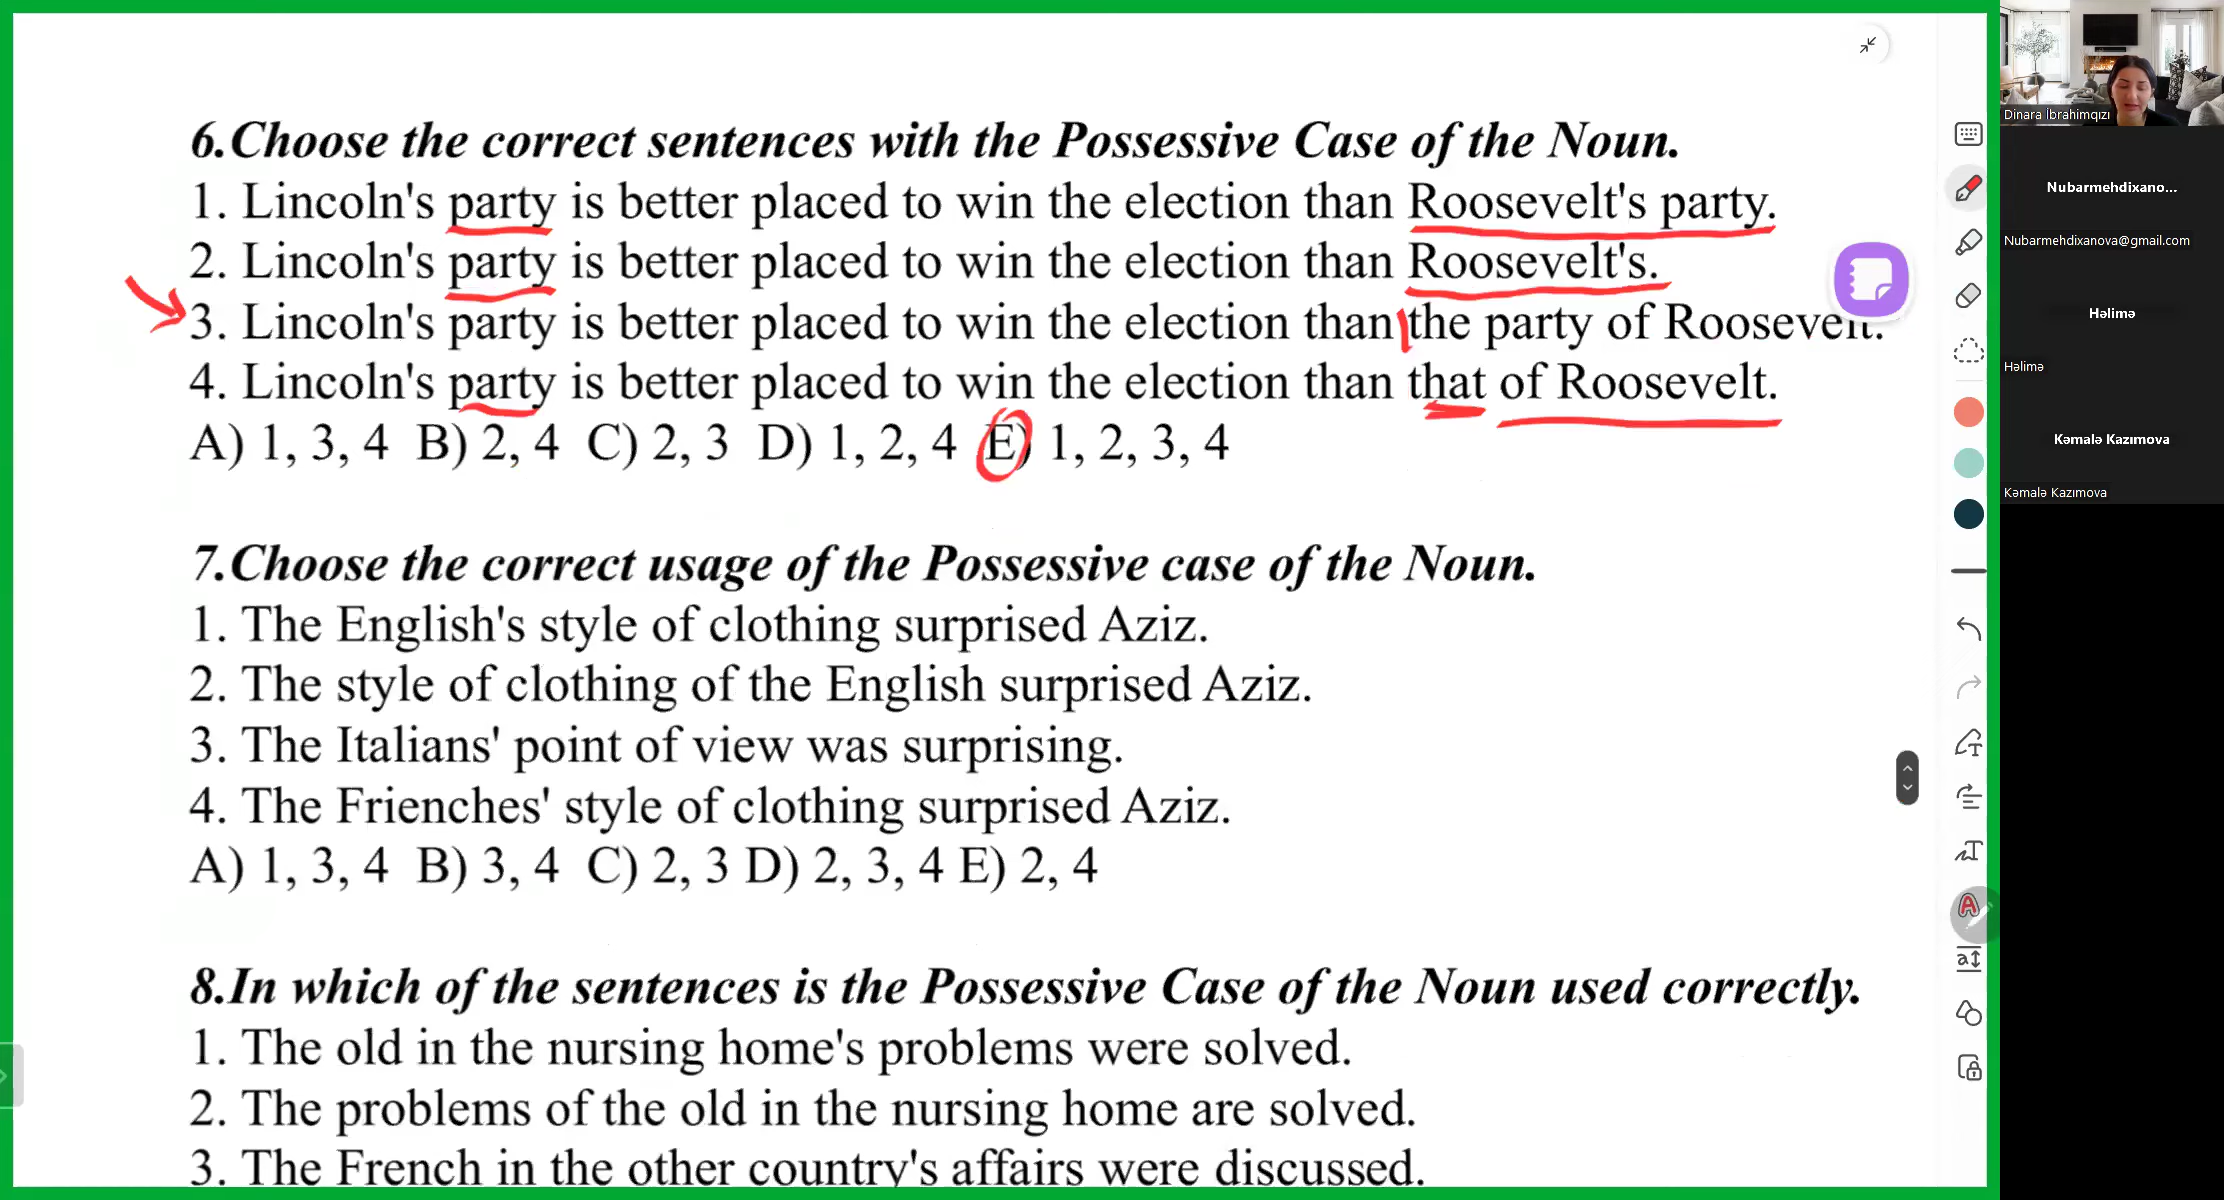 6.Choose the correct sentences with the Possessive Case of the Noun.
1. Lincoln's party is better placed to win the election than Roosevelt's party.
2. Lincoln's party is better placed to win the election than Roosevelt's.
3. Lincoln's party is better placed to win the election than the party of Roosevelt.
4. Lincoln's party is better placed to win the election than that of Roosevelt.
A) 1, 3, 4 B) 2, 4 C) 2, 3 D) 1, 2, 4 E) 1, 2, 3, 4
7.Choose the correct usage of the Possessive case of the Noun.
1. The English's style of clothing surprised Aziz.
2. The style of clothing of the English surprised Aziz.
3. The Italians' point of view was surprising.
4. The Frienches' style of clothing surprised Aziz.
A) 1, 3, 4 B) 3, 4 C) 2, 3 D) 2, 3, 4 E) 2, 4
8.In which of the sentences is the Possessive Case of the Noun used correctly.
1. The old in the nursing home's problems were solved.
2. The problems of the old in the nursing home are solved.
3. The French in the other country's affairs were discussed.
Dinara İbrahimqızı
Nubarmehdixano...
Nubarmehdixanova@gmail.com
Həlimə
Həlimə
Kəmalə Kazımova
Kəmalə Kazımova